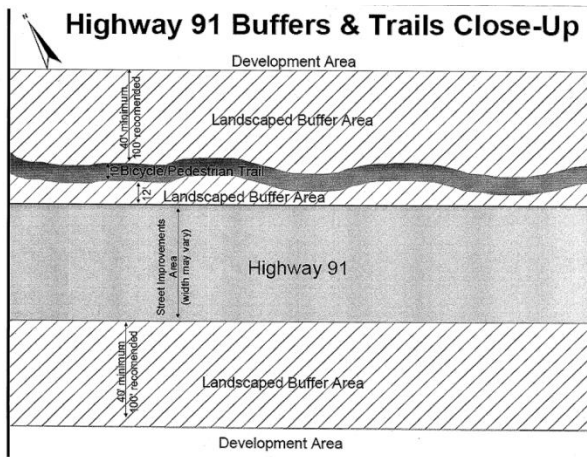 N
Highway 91 Buffers & Trails Close-Up
Development Area
40' minimum
100' recomended
Landscaped Buffer Area
10'
Bicycle/Pedestrian Trail
12'
Landscaped Buffer Area
Street Improvements
Area
(width may vary)
Highway 91
40' minimum
100' recomended
Landscaped Buffer Area
Development Area